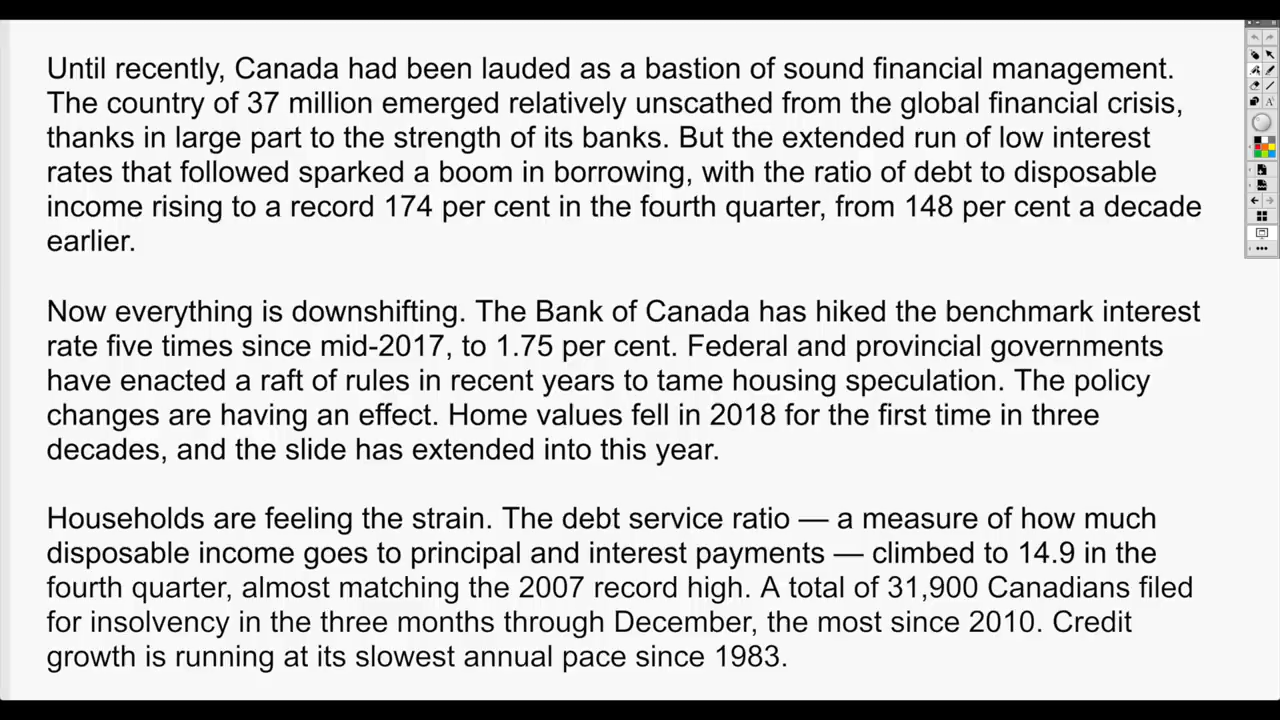 Until recently, Canada had been lauded as a bastion of sound financial management.
The country of 37 million emerged relatively unscathed from the global financial crisis,
thanks in large part to the strength of its banks. But the extended run of low interest
rates that followed sparked a boom in borrowing, with the ratio of debt to disposable
income rising to a record 174 per cent in the fourth quarter, from 148 per cent a decade
earlier.
Now everything is downshifting. The Bank of Canada has hiked the benchmark interest
rate five times since mid-2017, to 1.75 per cent. Federal and provincial governments
have enacted a raft of rules in recent years to tame housing speculation. The policy
changes are having an effect. Home values fell in 2018 for the first time in three
decades, and the slide has extended into this year.
Households are feeling the strain. The debt service ratio — a measure of how much
disposable income goes to principal and interest payments — climbed to 14.9 in the
fourth quarter, almost matching the 2007 record high. A total of 31,900 Canadians filed
for insolvency in the three months through December, the most since 2010. Credit
growth is running at its slowest annual pace since 1983.